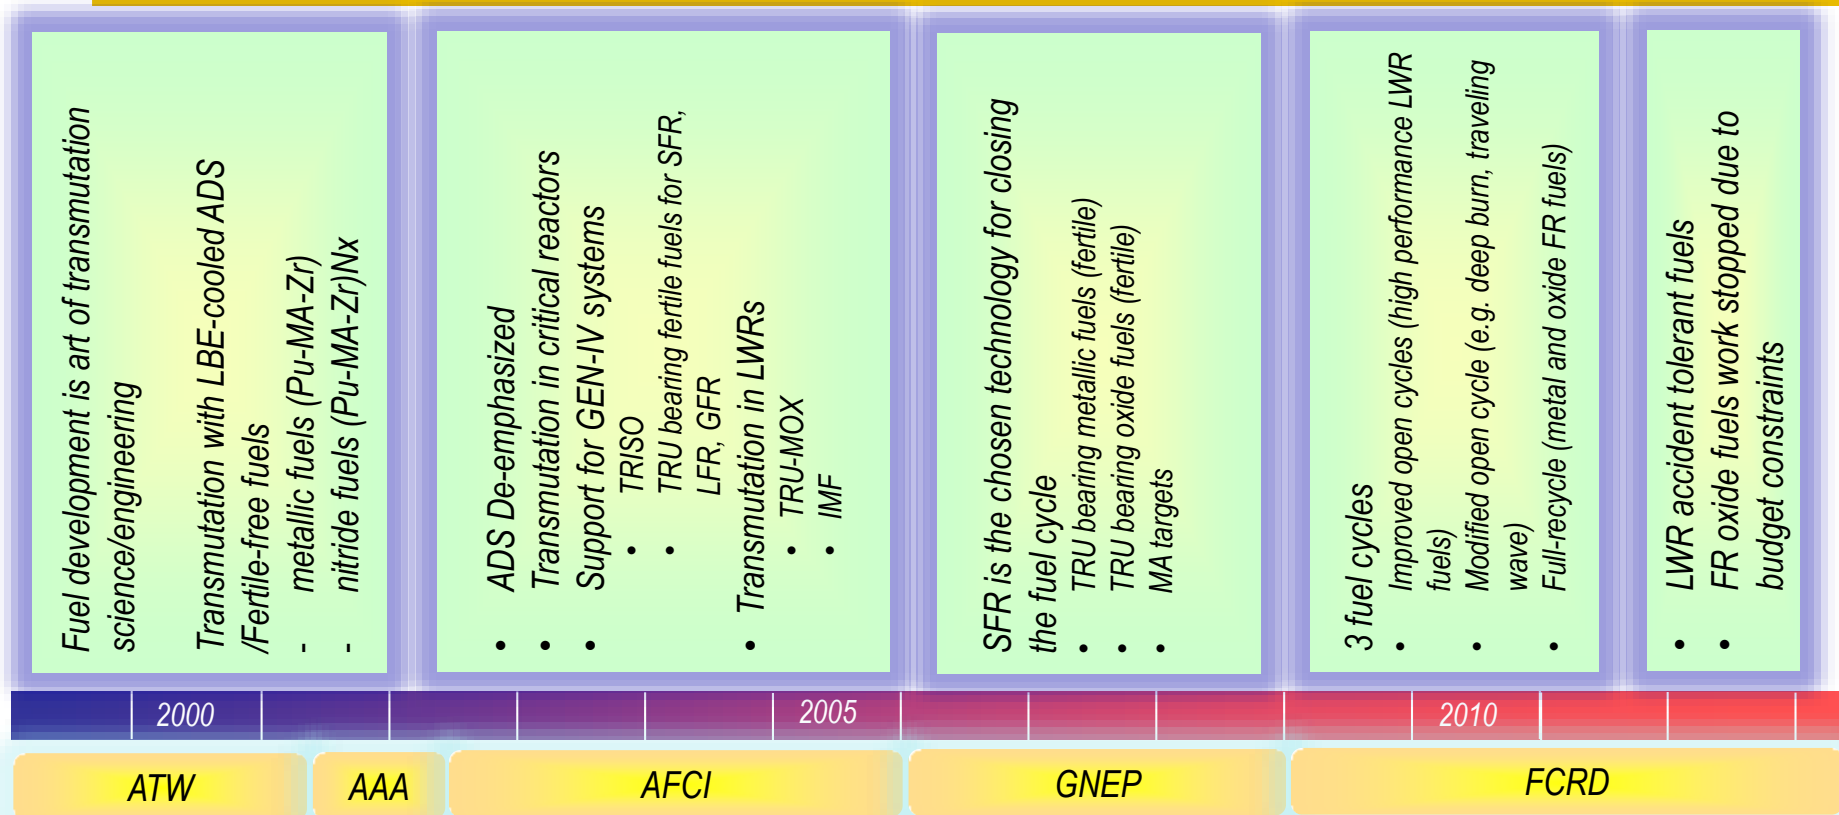 Fuel development is art of transmutation
science/engineering
Transmutation with LBE-cooled ADS
/Fertile-free fuels
- metallic fuels (Pu-MA-Zr)
- nitride fuels (Pu-MA-Zr)Nx
• ADS De-emphasized
• Transmutation in critical reactors
• Support for GEN-IV systems
• TRISO
• TRU bearing fertile fuels for SFR,
LFR, GFR
• Transmutation in LWRs
• TRU-MOX
• IMF
SFR is the chosen technology for closing
the fuel cycle
• TRU bearing metallic fuels (fertile)
• TRU bearing oxide fuels (fertile)
• MA targets
3 fuel cycles
• Improved open cycles (high performance LWR
fuels)
• Modified open cycle (e.g. deep burn, traveling
wave)
• Full-recycle (metal and oxide FR fuels)
• LWR accident tolerant fuels
• FR oxide fuels work stopped due to
budget constraints
2000
2005
2010
ATW
AAA
AFCI
GNEP
FCRD